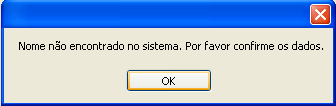 Nome não encontrado no sistema. Por favor confirme os dados.
OK